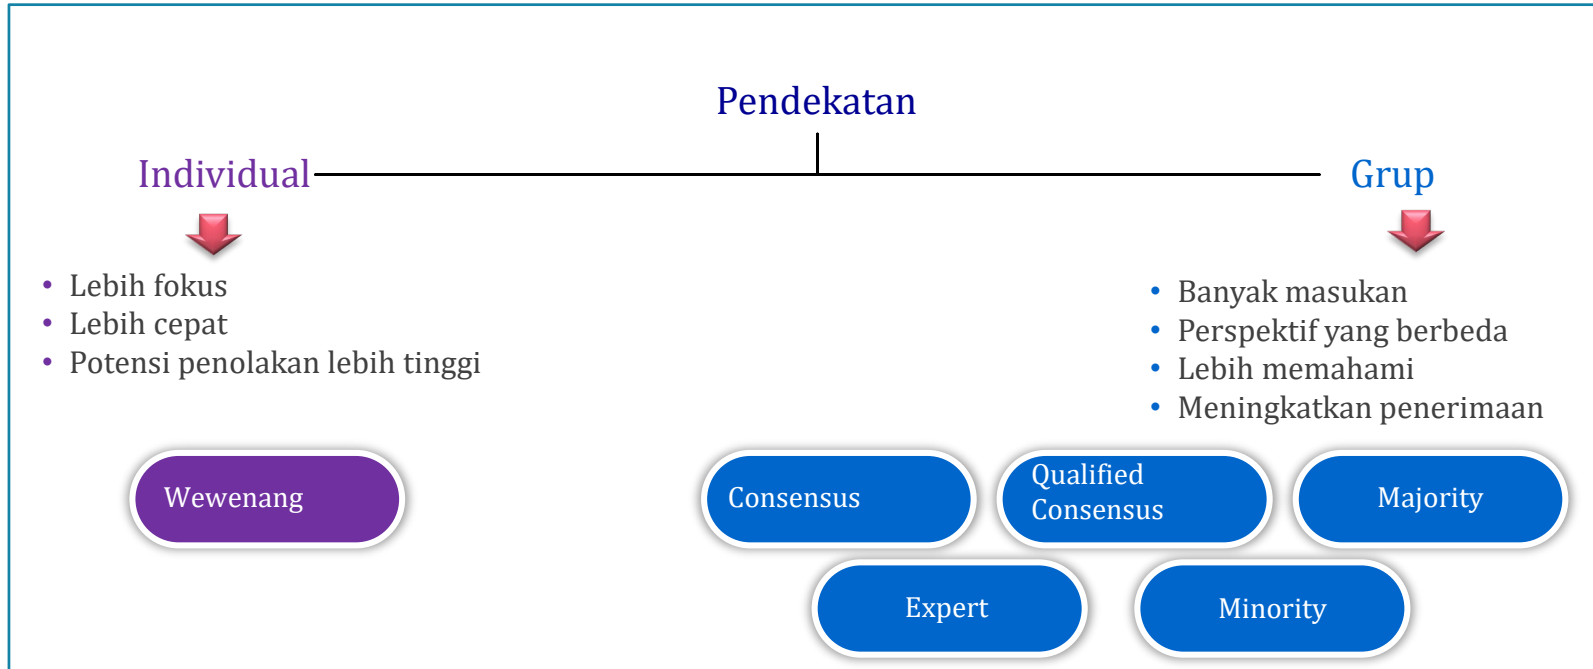 Pendekatan
Individual
Grup
• Lebih fokus
• Lebih cepat
• Potensi penolakan lebih tinggi
• Banyak masukan
• Perspektif yang berbeda
• Lebih memahami
• Meningkatkan penerimaan
Wewenang
Consensus
Qualified
Consensus
Majority
Expert
Minority